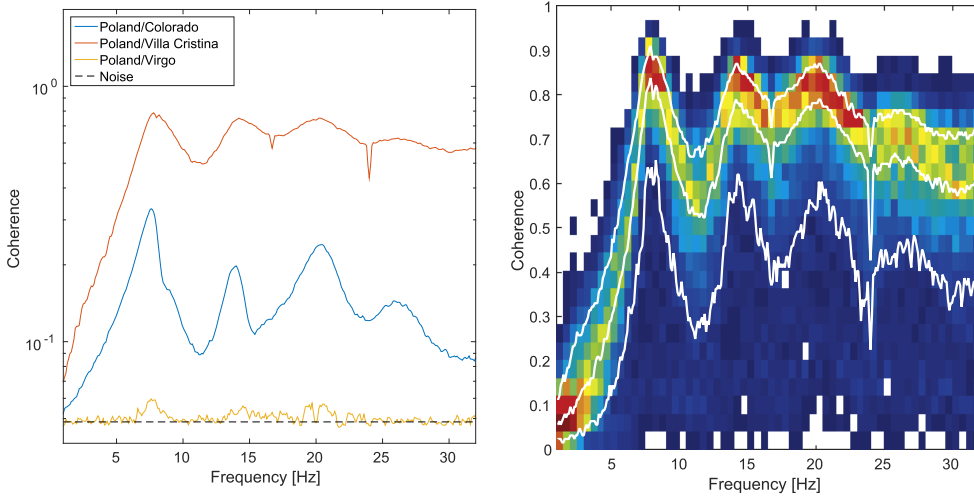 Poland/Colorado
Poland/Villa Cristina
Poland/Virgo
Noise
10^0
10^-1
Coherence
5 10 15 20 25 30
Frequency [Hz]
1
0.9
0.8
0.7
0.6
0.5
0.4
0.3
0.2
0.1
0
Coherence
5 10 15 20 25 30
Frequency [Hz]